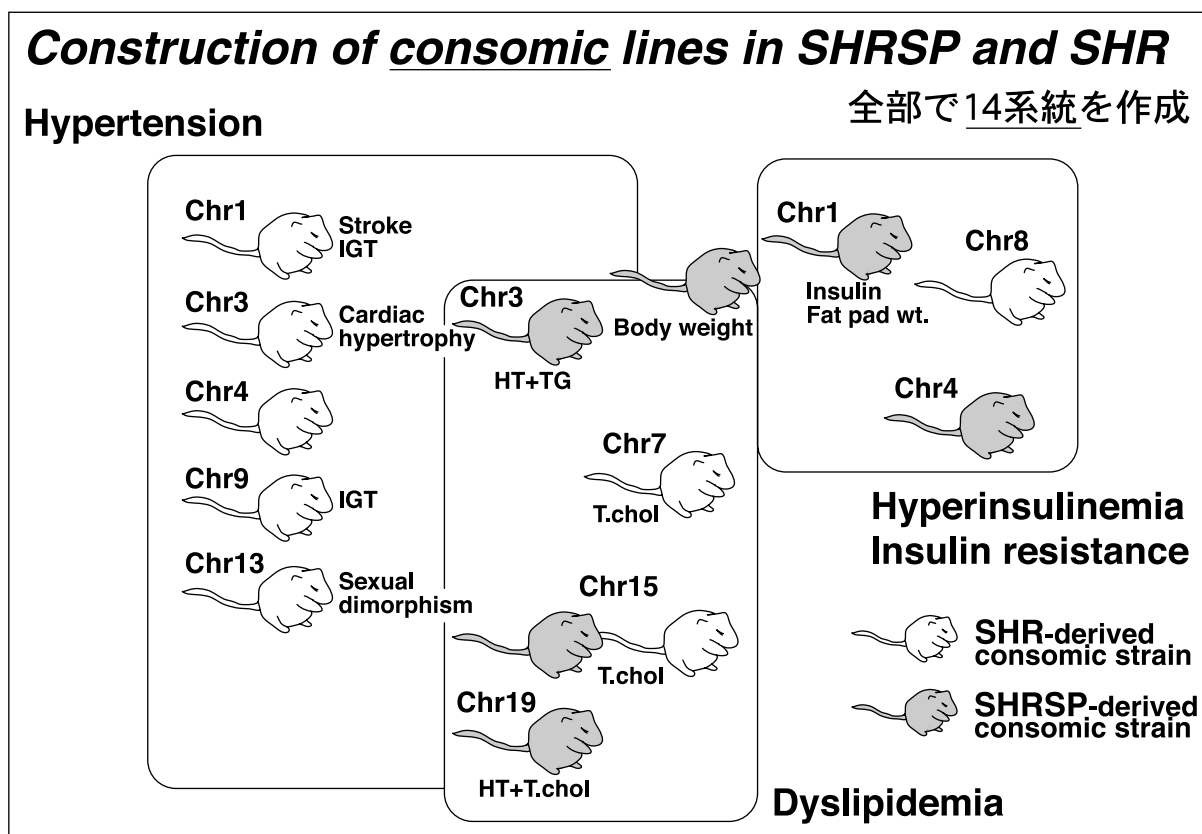 Construction of consomic lines in SHRSP and SHR
全部で14系統を作成
Hypertension
Chr1
Stroke
IGT
Chr3
Cardiac
hypertrophy
Chr4
Chr9
IGT
Chr13
Sexual
dimorphism
Chr3
HT+TG
Body weight
Chr7
T.chol
Chr15
T.chol
Chr19
HT+T.chol
Dyslipidemia
Chr1
Insulin
Fat pad wt.
Chr8
Chr4
Hyperinsulinemia
Insulin resistance
SHR-derived
consomic strain
SHRSP-derived
consomic strain